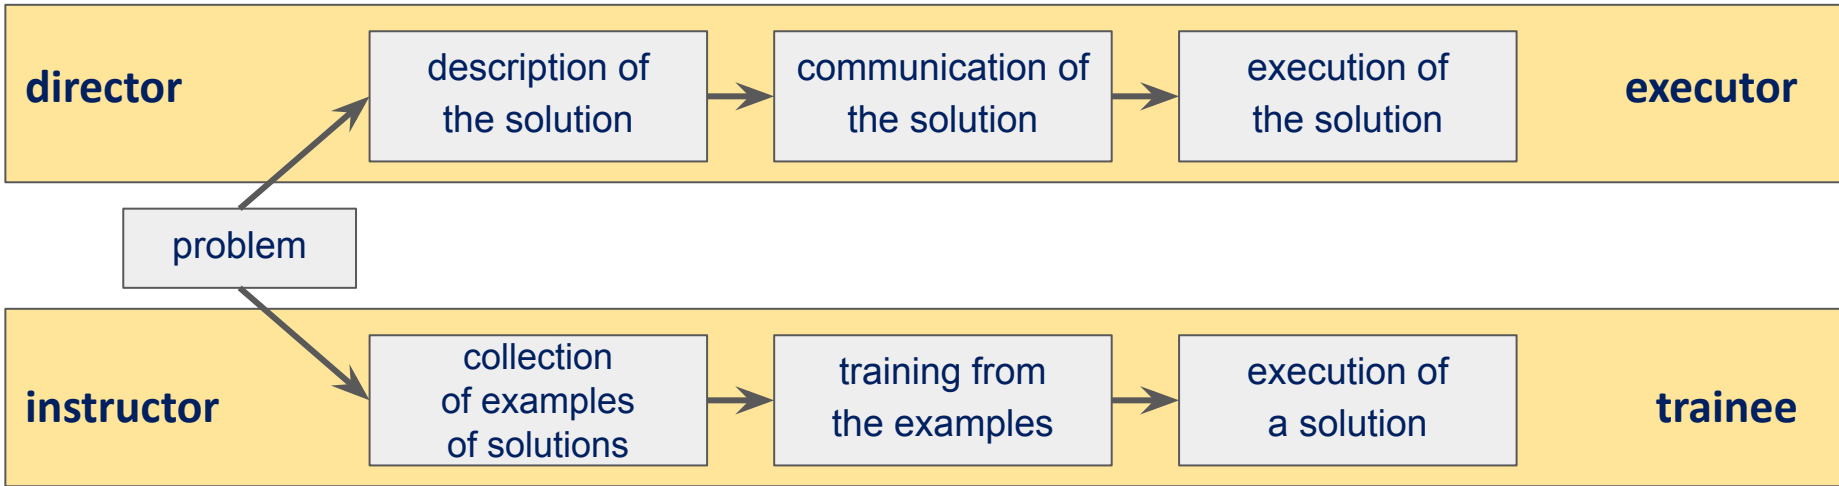 director
description of
the solution
communication of
the solution
execution of
the solution
executor
problem
instructor
collection
of examples
of solutions
training from
the examples
execution of
a solution
trainee